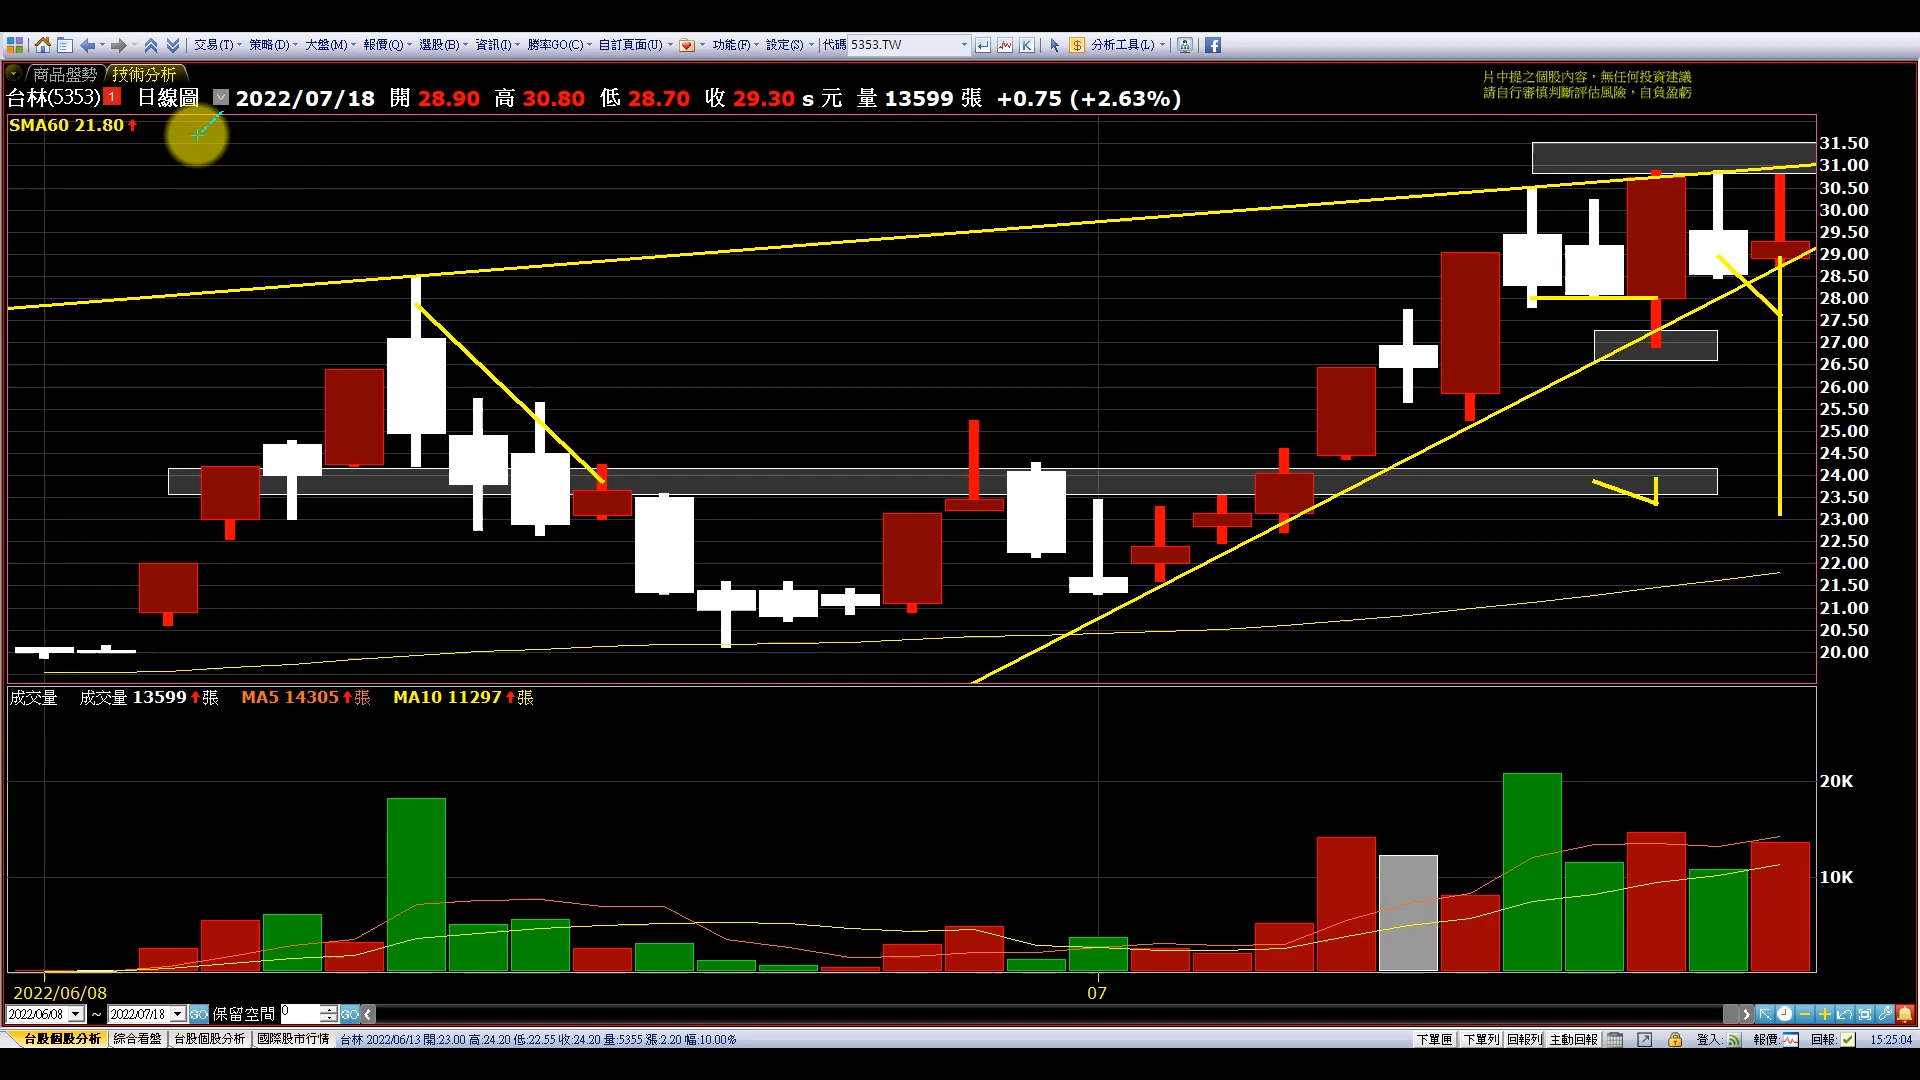 交易(T) 策略(D) 大盤(M) 報價(Q) 選股(B) 資訊(I) 勝率GO(C) 自訂頁面(U) 功能(F) 設定(S) 代碼 5353.TW K $ 分析工具(L)
商品盤勢 技術分析
片中提之個股內容，無任何投資建議
請自行審慎判斷評估風險，自負盈虧
台林(5353) 1 日線圖 2022/07/18 開 28.90 高 30.80 低 28.70 收 29.30 s 元 量 13599 張 +0.75 (+2.63%)
SMA60 21.80
31.50
31.00
30.50
30.00
29.50
29.00
28.50
28.00
27.50
27.00
26.50
26.00
25.50
25.00
24.50
24.00
23.50
23.00
22.50
22.00
21.50
21.00
20.50
20.00
成交量 成交量 13599 張 MA5 14305 張 MA10 11297 張
20K
10K
2022/06/08 07
2022/06/08 ~ 2022/07/18 GO 保留空間 0 GO
台股個股分析 綜合看盤 台股個股分析 國際股市行情 台林 2022/06/13 開:23.00 高:24.20 低:22.55 收:24.20 量:5355 漲:2.20 幅:10.00% 下單匣 下單列 回報列 主動回報 登入: 報價: 回報: 15:25:04